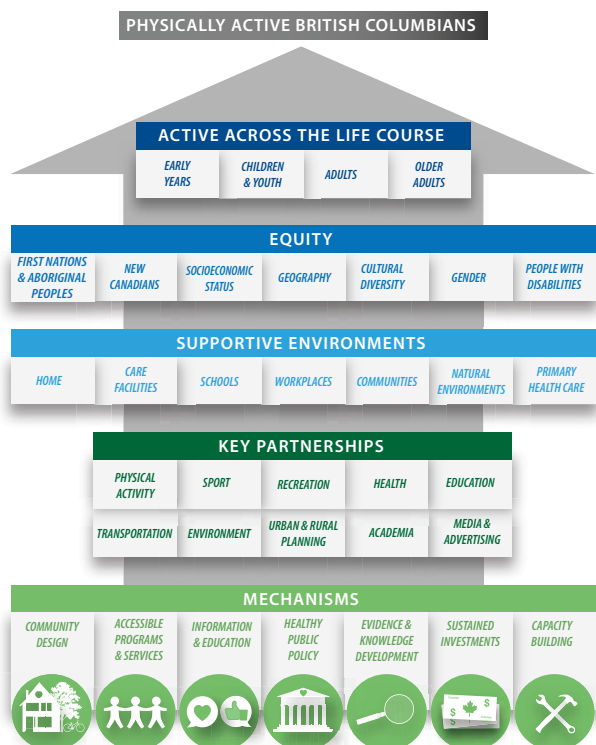 PHYSICALLY ACTIVE BRITISH COLUMBIANS
ACTIVE ACROSS THE LIFE COURSE
EARLY
YEARS
CHILDREN
& YOUTH
ADULTS
OLDER
ADULTS
EQUITY
FIRST NATIONS
& ABORIGINAL
PEOPLES
NEW
CANADIANS
SOCIOECONOMIC
STATUS
GEOGRAPHY
CULTURAL
DIVERSITY
GENDER
PEOPLE WITH
DISABILITIES
SUPPORTIVE ENVIRONMENTS
HOME
CARE
FACILITIES
SCHOOLS
WORKPLACES
COMMUNITIES
NATURAL
ENVIRONMENTS
PRIMARY
HEALTH CARE
KEY PARTNERSHIPS
PHYSICAL
ACTIVITY
SPORT
RECREATION
HEALTH
EDUCATION
TRANSPORTATION
ENVIRONMENT
URBAN & RURAL
PLANNING
ACADEMIA
MEDIA &
ADVERTISING
MECHANISMS
COMMUNITY
DESIGN
ACCESSIBLE
PROGRAMS
& SERVICES
INFORMATION
& EDUCATION
HEALTHY
PUBLIC
POLICY
EVIDENCE &
KNOWLEDGE
DEVELOPMENT
SUSTAINED
INVESTMENTS
CAPACITY
BUILDING
$
$
$
$